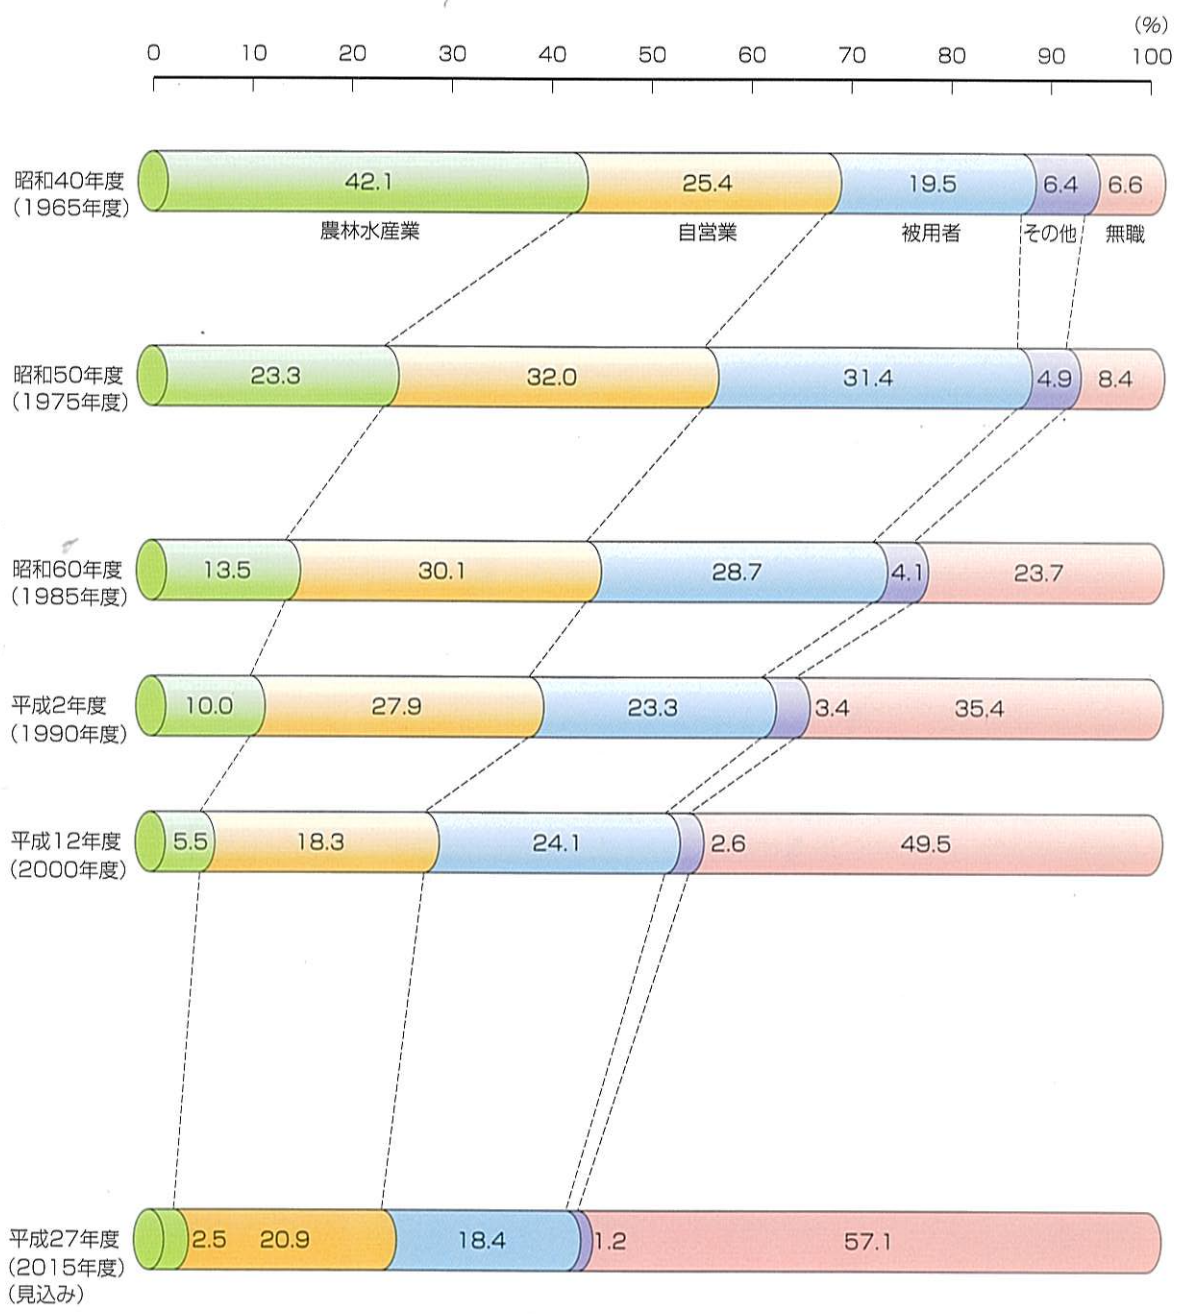 (%)
0 10 20 30 40 50 60 70 80 90 100
昭和40年度
(1965年度)
42.1 25.4 19.5 6.4 6.6
農林水産業 自営業 被用者 その他 無職
昭和50年度
(1975年度)
23.3 32.0 31.4 4.9 8.4
昭和60年度
(1985年度)
13.5 30.1 28.7 4.1 23.7
平成2年度
(1990年度)
10.0 27.9 23.3 3.4 35.4
平成12年度
(2000年度)
5.5 18.3 24.1 2.6 49.5
平成27年度
(2015年度)
(見込み)
2.5 20.9 18.4 1.2 57.1